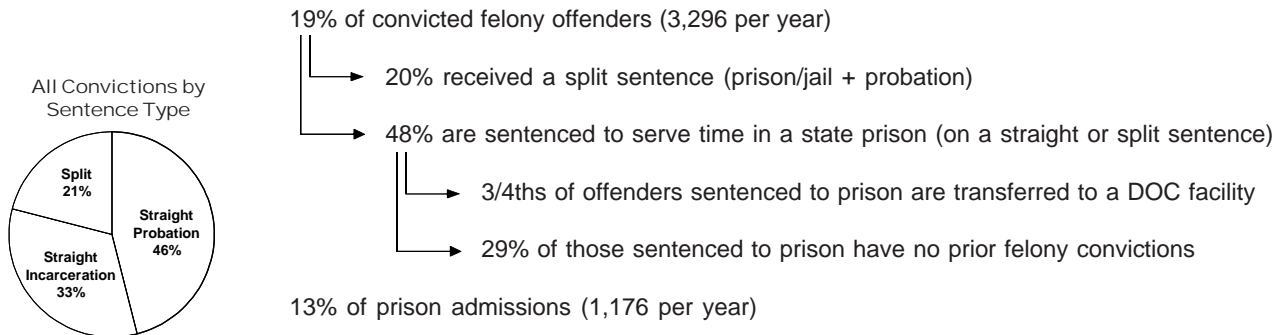 19% of convicted felony offenders (3,296 per year)
20% received a split sentence (prison/jail + probation)
All Convictions by
Sentence Type
48% are sentenced to serve time in a state prison (on a straight or split sentence)
Split
21%
Straight
Probation
46%
Straight
Incarceration
33%
3/4ths of offenders sentenced to prison are transferred to a DOC facility
29% of those sentenced to prison have no prior felony convictions
13% of prison admissions (1,176 per year)